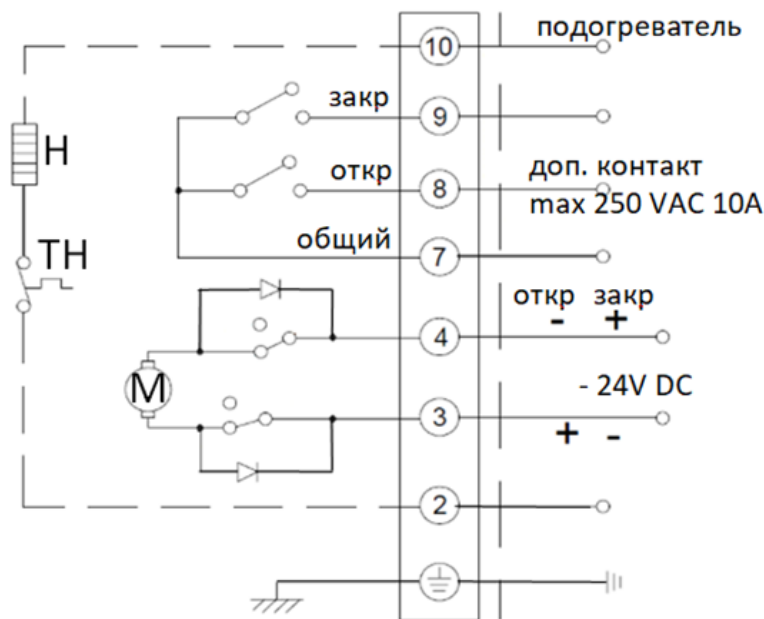 10 подогреватель
закр 9
H
откр 8 доп. контакт
max 250 VAC 10A
общий 7
TH
откр закр
- +
4
M
- 24V DC
3
+ -
2